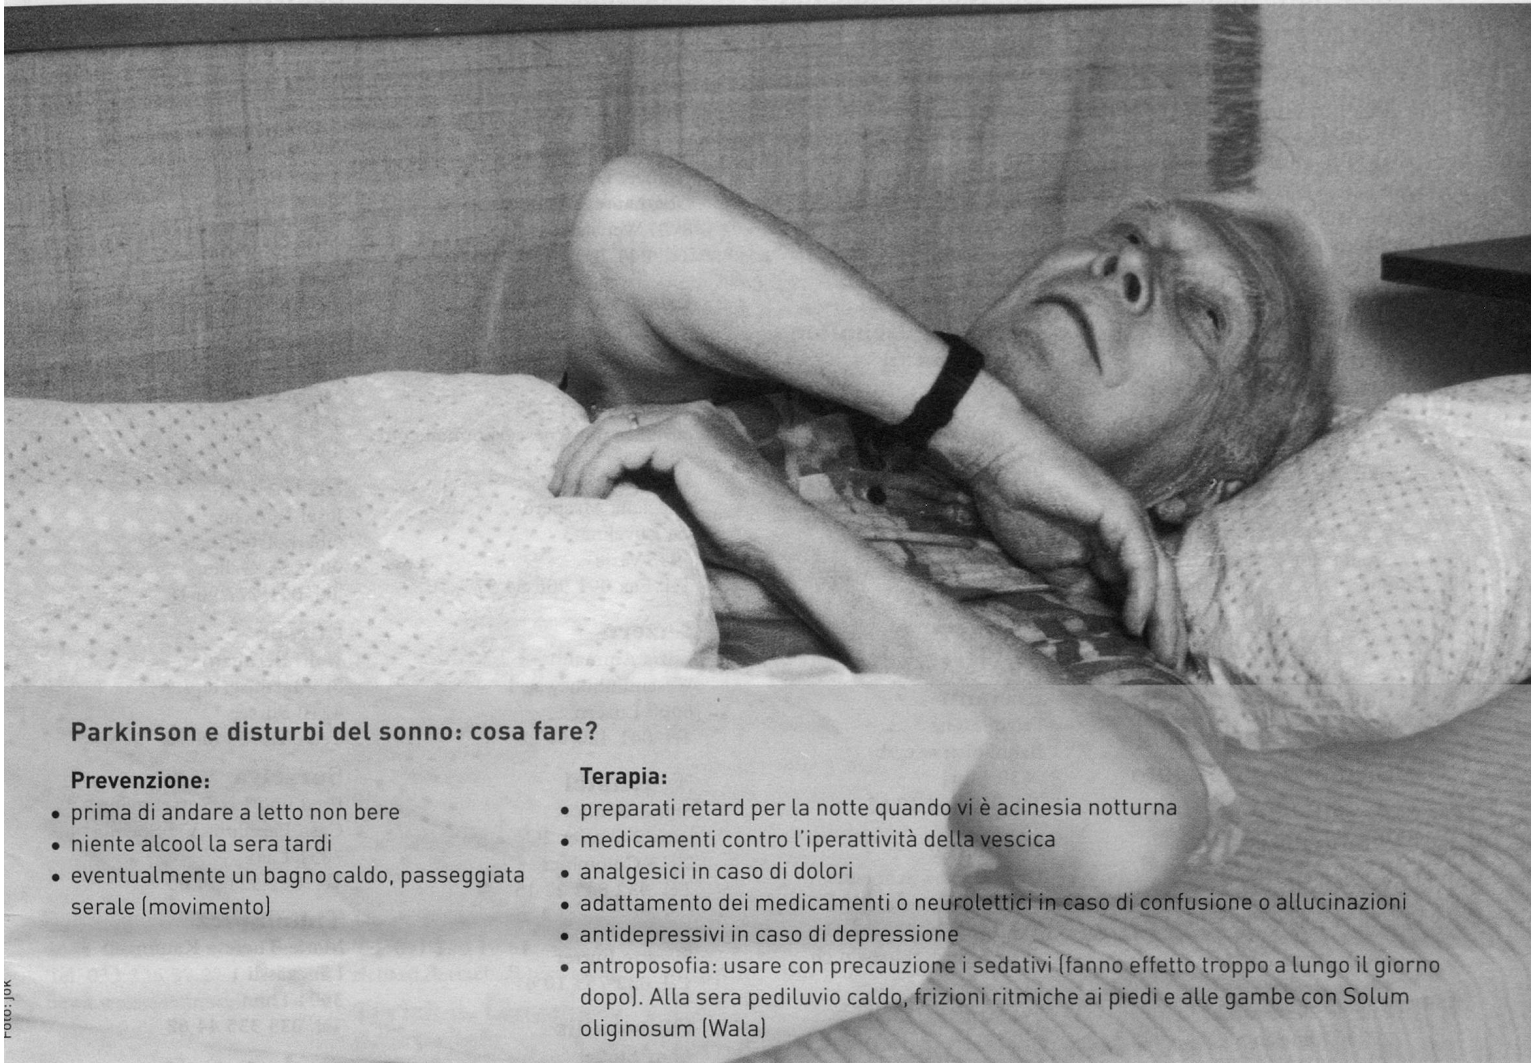 Parkinson e disturbi del sonno: cosa fare?
Prevenzione:
• prima di andare a letto non bere
• niente alcool la sera tardi
• eventualmente un bagno caldo, passeggiata
serale (movimento)
Terapia:
• preparati retard per la notte quando vi è acinesia notturna
• medicamenti contro l'iperattività della vescica
• analgesici in caso di dolori
• adattamento dei medicamenti o neurolettici in caso di confusione o allucinazioni
• antidepressivi in caso di depressione
• antroposofia: usare con precauzione i sedativi (fanno effetto troppo a lungo il giorno
dopo). Alla sera pediluvio caldo, frizioni ritmiche ai piedi e alle gambe con Solum
oliginosum (Wala)
Foto: jok